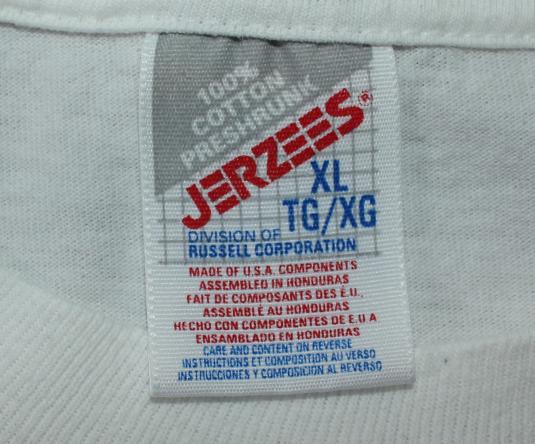 100%
COTTON
PRESHRUNK
JERZEES®
XL
TG/XG
DIVISION OF
RUSSELL CORPORATION
MADE OF U.S.A. COMPONENTS
ASSEMBLED IN HONDURAS
FAIT DE COMPOSANTS DES É.U.
ASSEMBLÉ AU HONDURAS
HECHO CON COMPONENTES DE E.U A
ENSAMBLADO EN HONDURAS
CARE AND CONTENT ON REVERSE
INSTRUCTIONS ET COMPOSITION AU VERSO
INSTRUCCIONES Y COMPOSICIÓN AL REVERSO